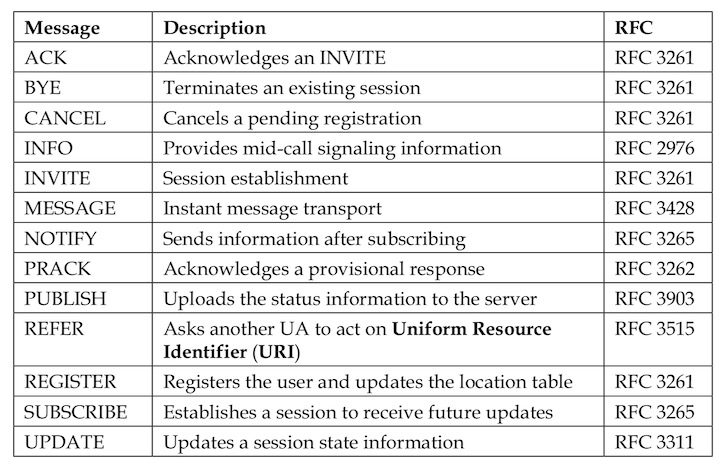 Message Description RFC
ACK Acknowledges an INVITE RFC 3261
BYE Terminates an existing session RFC 3261
CANCEL Cancels a pending registration RFC 3261
INFO Provides mid-call signaling information RFC 2976
INVITE Session establishment RFC 3261
MESSAGE Instant message transport RFC 3428
NOTIFY Sends information after subscribing RFC 3265
PRACK Acknowledges a provisional response RFC 3262
PUBLISH Uploads the status information to the server RFC 3903
REFER Asks another UA to act on Uniform Resource RFC 3515
Identifier (URI)
REGISTER Registers the user and updates the location table RFC 3261
SUBSCRIBE Establishes a session to receive future updates RFC 3265
UPDATE Updates a session state information RFC 3311